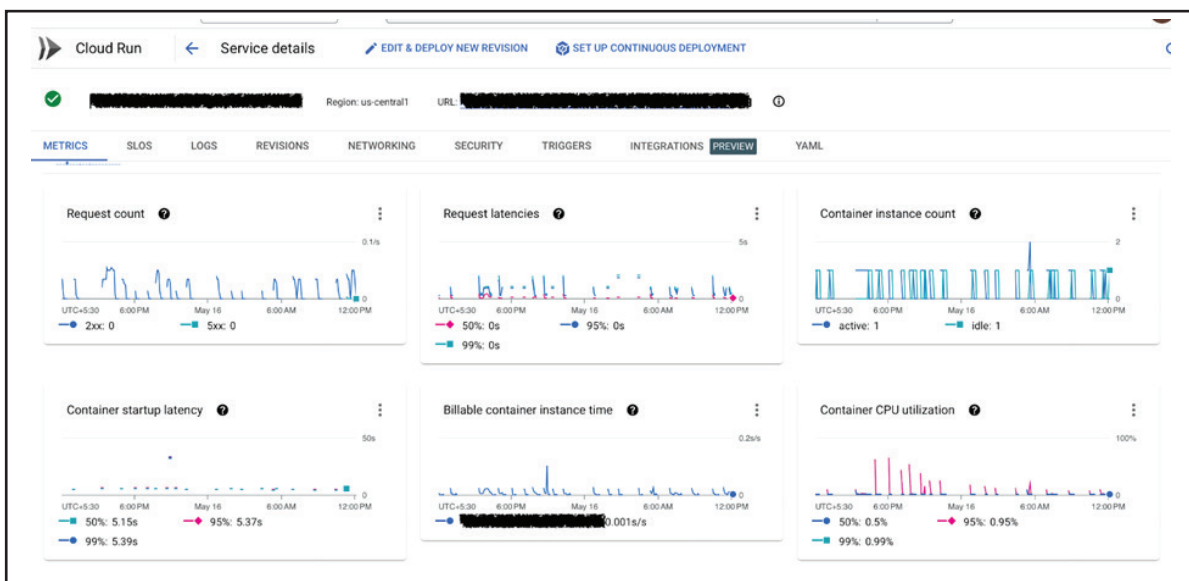 Cloud Run
Service details
EDIT & DEPLOY NEW REVISION
SET UP CONTINUOUS DEPLOYMENT
Region: us-central1
URL:
METRICS SLOS LOGS REVISIONS NETWORKING SECURITY TRIGGERS INTEGRATIONS PREVIEW YAML
Request count
0.1/s
0
UTC+5:30 6:00 PM May 16 6:00 AM 12:00 PM
2xx: 0 5xx: 0
Request latencies
5s
0
UTC+5:30 6:00 PM May 16 6:00 AM 12:00 PM
50%: 0s 95%: 0s
99%: 0s
Container instance count
2
0
UTC+5:30 6:00 PM May 16 6:00 AM 12:00 PM
active: 1 idle: 1
Container startup latency
50s
0
UTC+5:30 6:00 PM May 16 6:00 AM 12:00 PM
50%: 5.15s 95%: 5.37s
99%: 5.39s
Billable container instance time
0.2s/s
0
UTC+5:30 6:00 PM May 16 6:00 AM 12:00 PM
0.001s/s
Container CPU utilization
100%
0
UTC+5:30 6:00 PM May 16 6:00 AM 12:00 PM
50%: 0.5% 95%: 0.95%
99%: 0.99%